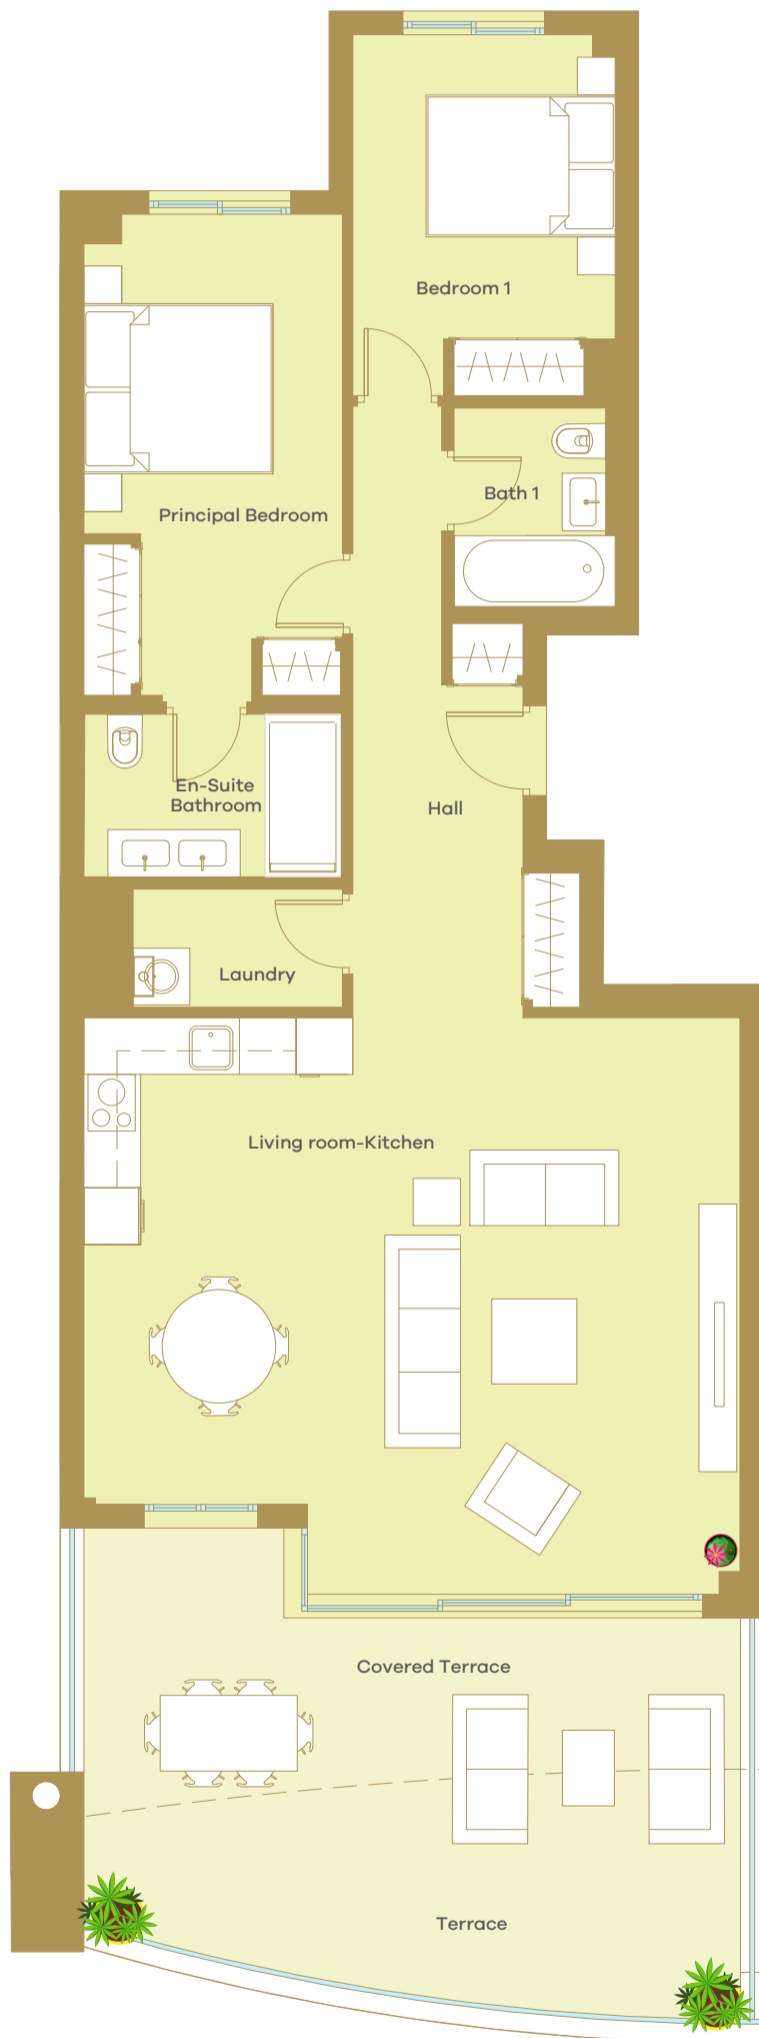 Bedroom 1
Bath 1
Principal Bedroom
En-Suite
Bathroom
Hall
Laundry
Living room-Kitchen
Covered Terrace
Terrace